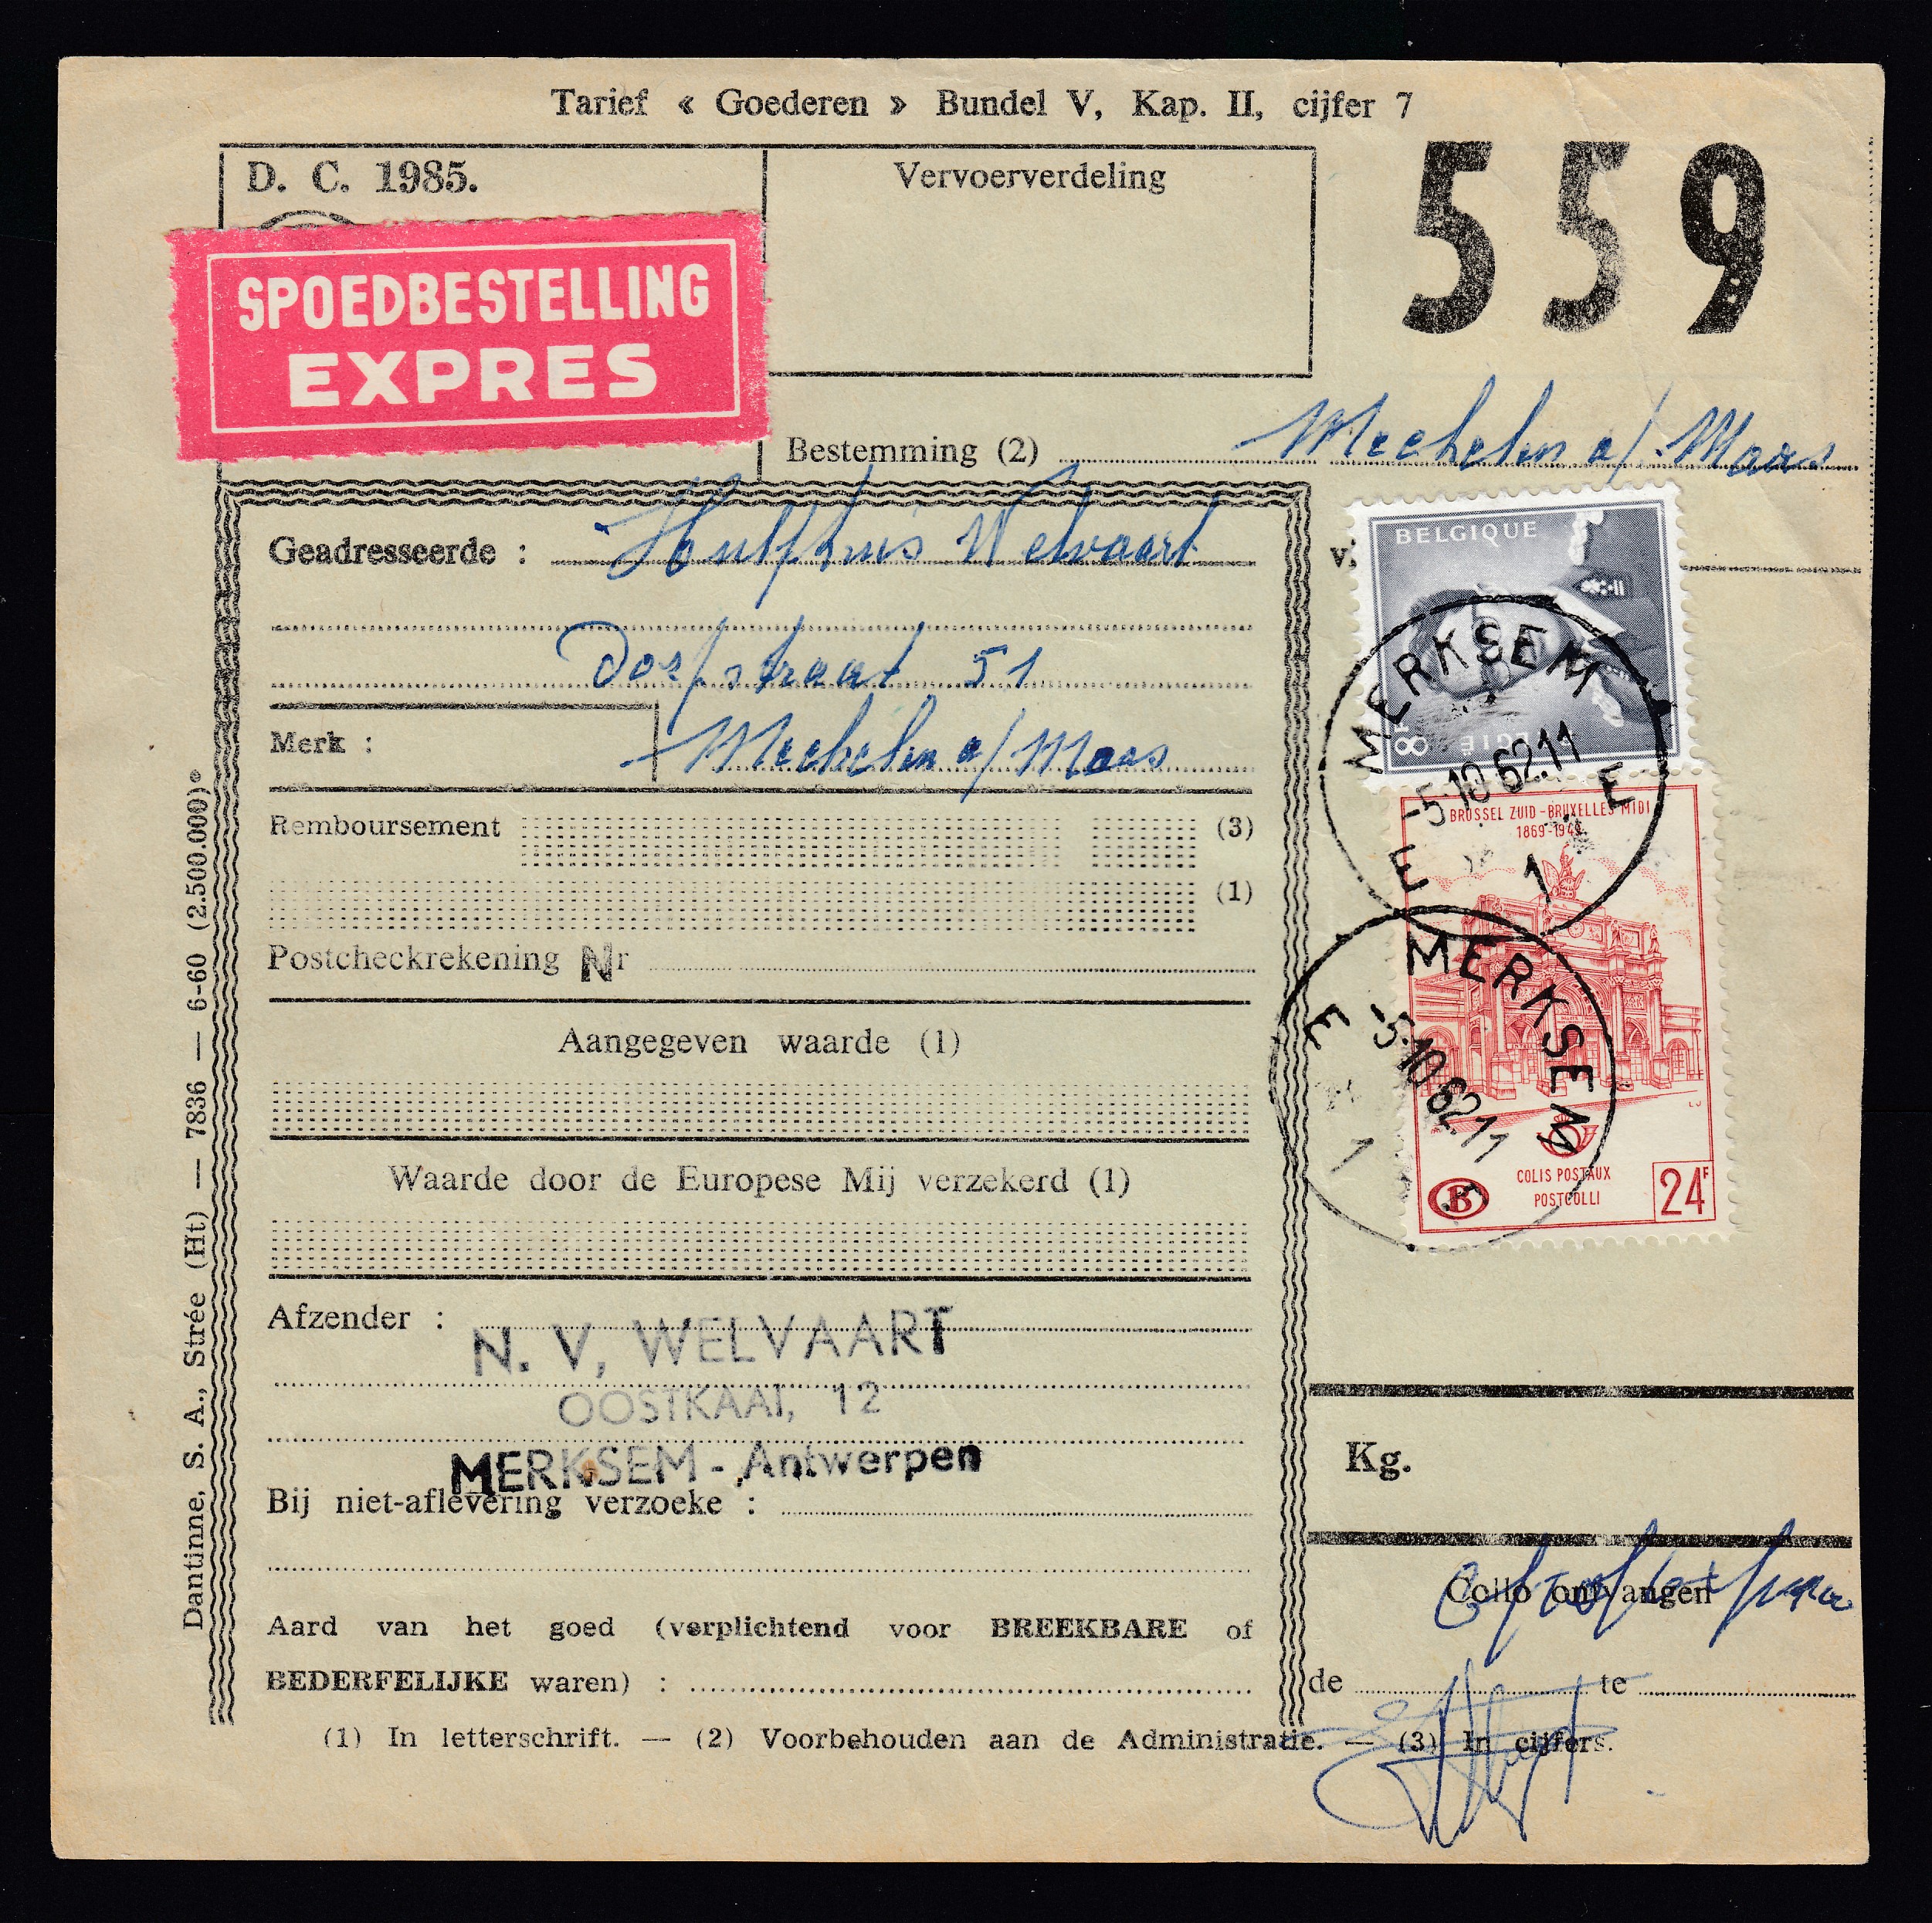 Tarief « Goederen » Bundel V, Kap. II, cijfer 7
D. C. 1985.
Vervoerverdeling
559
SPOEDBESTELLING
EXPRES
Bestemming (2) Mechelen a/. Maas
Geadresseerde : Hulphuis Welvaart
v.
Dorpstraat 51
Merk : Mechelen a/Maas
BELGIQUE
BELGIË
8F
MERKSEM
-5.10.62.11
E E
1
Remboursement (3)
(1)
BRUSSEL ZUID-BRUXELLES MIDI
1869-1949
Postcheckrekening Nr
MERKSEM
-5.10.62.11
E
1
Aangegeven waarde (1)
COLIS POSTAUX
POSTCOLLI
B
24F
Waarde door de Europese Mij verzekerd (1)
Afzender : N. V, WELVAART
OOSTKAAI, 12
MERKSEM - Antwerpen
Kg.
Bij niet-aflevering verzoeke :
Collo ontvangen
Aard van het goed (verplichtend voor BREEKBARE of
BEDERFELIJKE waren) :
de te
(1) In letterschrift. — (2) Voorbehouden aan de Administratie. — (3) In cijfers.
Dantinne, S. A., Strée (Ht) — 7836 — 6-60 (2.500.000)*